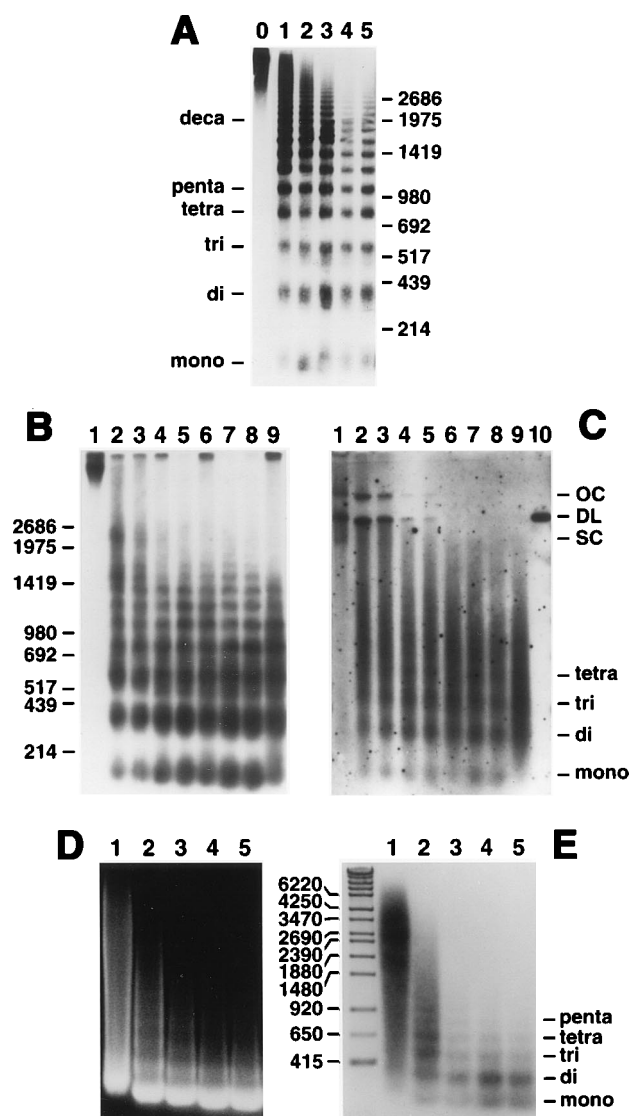 A
0 1 2 3 4 5
deca
penta
tetra
tri
di
mono
2686
1975
1419
980
692
517
439
214
B
1 2 3 4 5 6 7 8 9
2686
1975
1419
980
692
517
439
214
C
1 2 3 4 5 6 7 8 9 10
OC
DL
SC
tetra
tri
di
mono
D
1 2 3 4 5
E
1 2 3 4 5
6220
4250
3470
2690
2390
1880
1480
920
650
415
penta
tetra
tri
di
mono